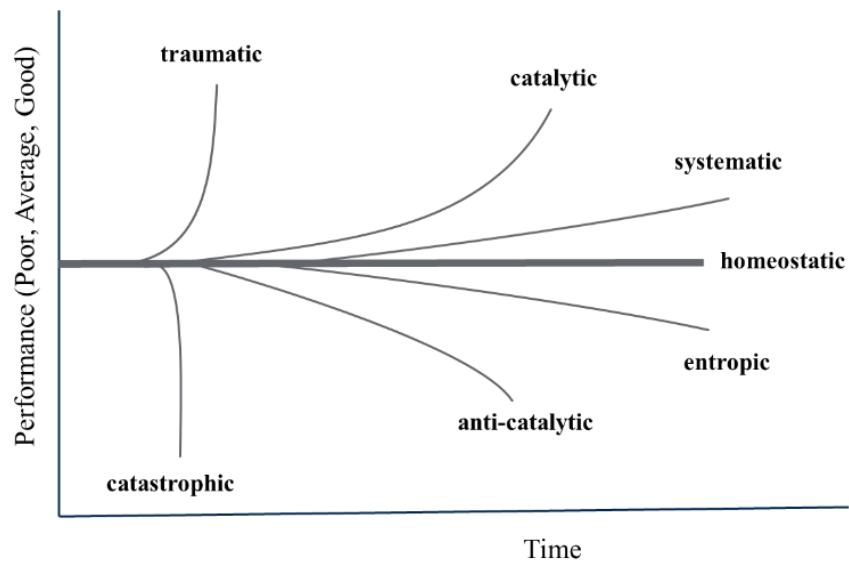 Performance (Poor, Average, Good)
traumatic
catalytic
systematic
homeostatic
entropic
anti-catalytic
catastrophic
Time